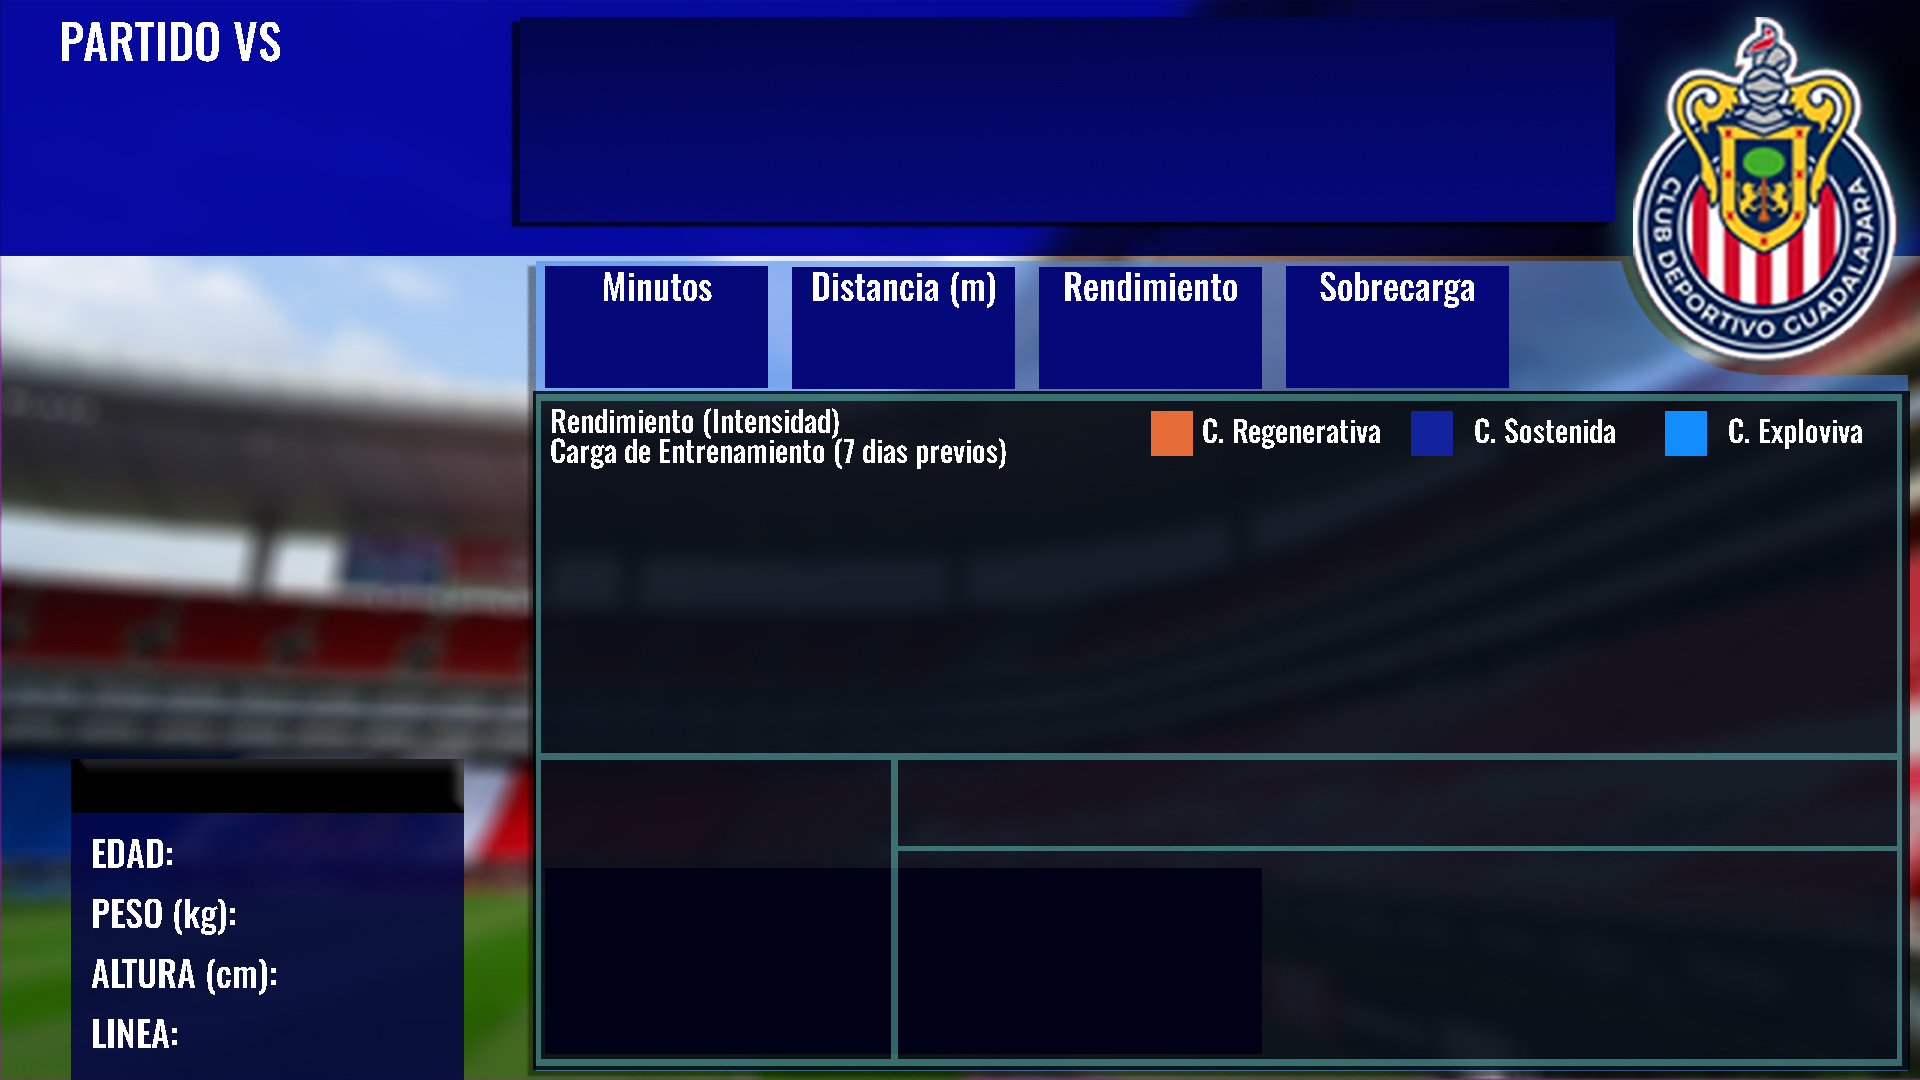 PARTIDO VS
CLUB DEPORTIVO GUADALAJARA
Minutos
Distancia (m)
Rendimiento
Sobrecarga
Rendimiento (Intensidad)
Carga de Entrenamiento (7 dias previos)
C. Regenerativa
C. Sostenida
C. Exploviva
EDAD:
PESO (kg):
ALTURA (cm):
LINEA: